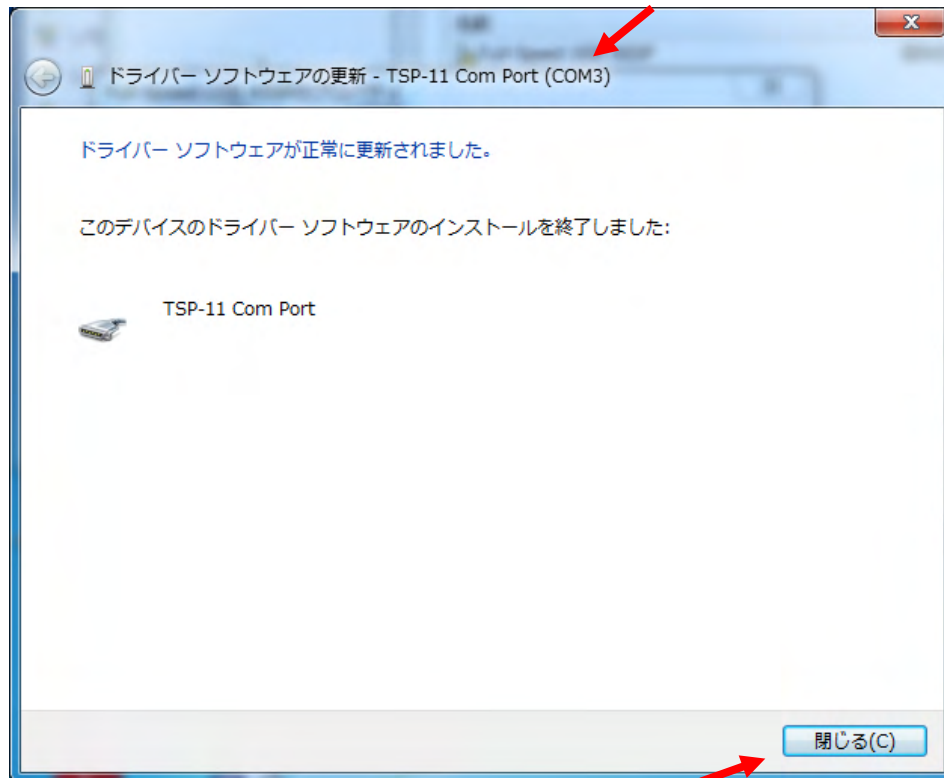 ドライバー ソフトウェアの更新 - TSP-11 Com Port (COM3)
ドライバー ソフトウェアが正常に更新されました。
このデバイスのドライバー ソフトウェアのインストールを終了しました:
TSP-11 Com Port
閉じる(C)